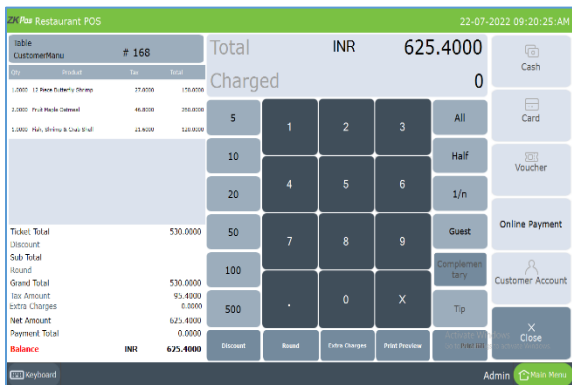 ZKPos Restaurant POS 22-07-2022 09:20:25:AM
Table
CustomerManu # 168
Total INR 625.4000
Charged 0
Qty Product Tax Total
1.0000 12 Piece Butterfly Shrimp 27.0000 150.0000
2.0000 Fruit Maple Oatmeal 46.8000 260.0000
1.0000 Fish, Shrimp & Crab Shell 21.6000 120.0000
5 1 2 3 All
10 Half
20 4 5 6 1/n
50 7 8 9 Guest
100 Complemen
tary
500 . 0 X Tip
Discount Round Extra Charges Print Preview
Cash
Card
Voucher
Online Payment
Customer Account
X
Close
Ticket Total 530.0000
Discount
Sub Total
Round
Grand Total 530.0000
Tax Amount 95.4000
Extra Charges 0.0000
Net Amount 625.4000
Payment Total 0.0000
Balance INR 625.4000
Keyboard Admin Main Menu